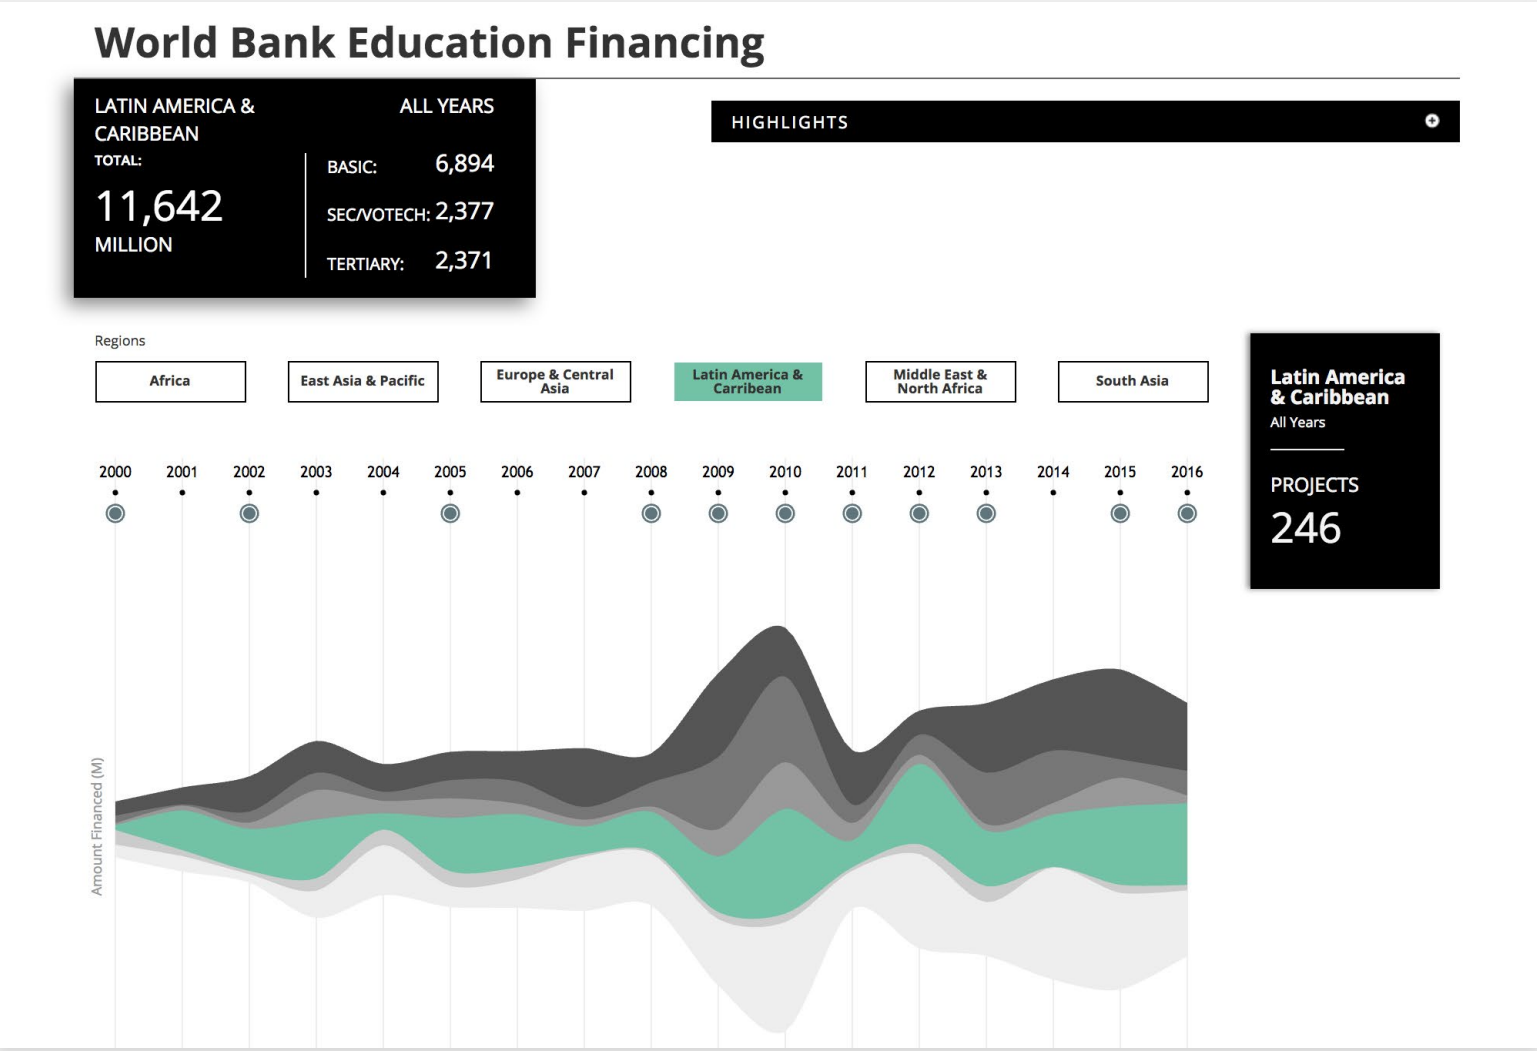 World Bank Education Financing
LATIN AMERICA &
CARIBBEAN
ALL YEARS
TOTAL:
11,642
MILLION
BASIC: 6,894
SEC/VOTECH: 2,377
TERTIARY: 2,371
HIGHLIGHTS
Regions
Africa
East Asia & Pacific
Europe & Central
Asia
Latin America &
Carribean
Middle East &
North Africa
South Asia
Latin America
& Caribbean
All Years
PROJECTS
246
2000 2001 2002 2003 2004 2005 2006 2007 2008 2009 2010 2011 2012 2013 2014 2015 2016
Amount Financed (M)